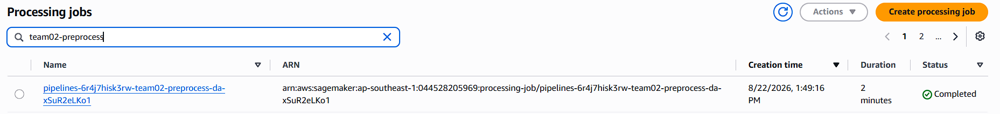 Processing jobs
Actions
Create processing job
team02-preprocess
1 2 ...
Name ARN Creation time Duration Status
pipelines-6r4j7hisk3rw-team02-preprocess-da- arn:aws:sagemaker:ap-southeast-1:044528205969:processing-job/pipelines-6r4j7hisk3rw-team02-preprocess-da- 8/22/2026, 1:49:16 2 Completed
xSuR2eLKo1 xSuR2eLKo1 PM minutes